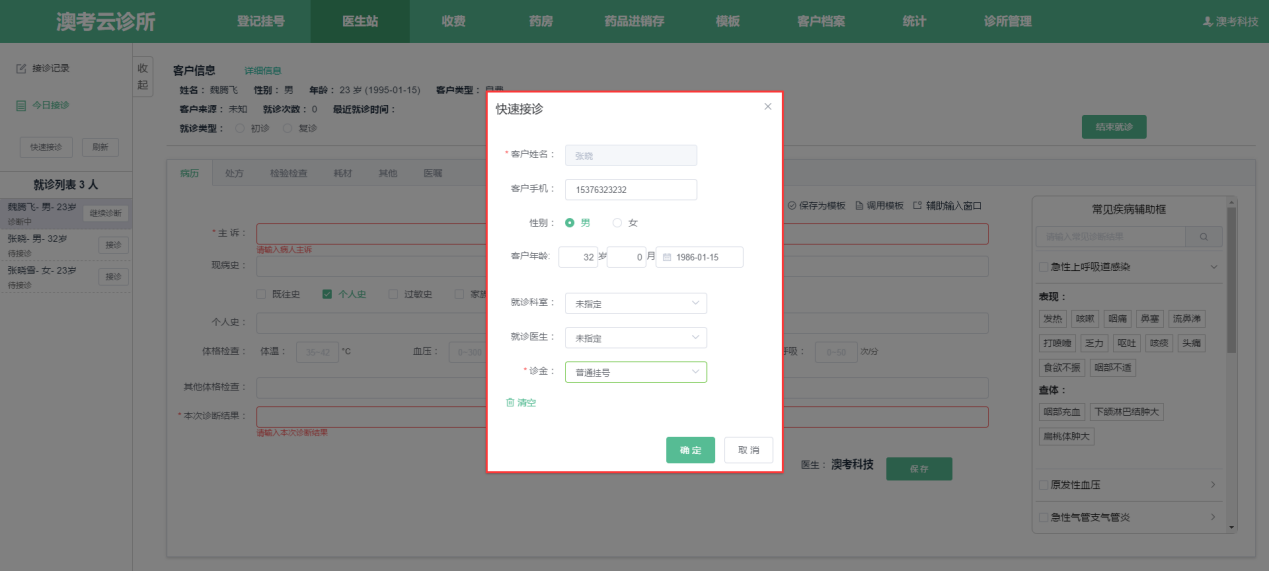 澳考云诊所 登记挂号 医生站 收费 药房 药品进销存 模板 客户档案 统计 诊所管理 澳考科技
接诊记录
今日接诊
快速接诊 刷新
就诊列表 3 人
魏腾飞- 男- 23岁
诊断中
继续诊断
张晓- 男- 32岁
待接诊
接诊
张晓雪- 女- 23岁
待接诊
接诊
收起
客户信息 详细信息
姓名： 魏腾飞 性别： 男 年龄： 23 岁 (1995-01-15) 客户类型：
客户来源： 未知 就诊次数： 0 最近就诊时间：
就诊类型： 初诊 复诊
结束就诊
病历 处方 检验检查 耗材 其他 医嘱
保存为模板 调用模板 辅助输入窗口
* 主 诉：
请输入病人主诉
现病史：
既往史 个人史 过敏史 家族
个人史：
体格检查： 体温： 35~42 °C 血压： 0~300 呼吸： 0~50 次/分
其他体格检查：
* 本次诊断结果：
请输入本次诊断结果
医生： 澳考科技 保存
快速接诊 ×
* 客户姓名： 张晓
客户手机： 15376323232
性别： 男 女
客户年龄: 32 岁 0 月 1986-01-15
就诊科室： 未指定
就诊医生： 未指定
* 诊金： 普通挂号
清空
确 定 取 消
常见疾病辅助框
请输入常见诊断诊所
急性上呼吸道感染
表现：
发热 咳嗽 咽痛 鼻塞 流鼻涕
打喷嚏 乏力 呕吐 咳痰 头痛
食欲不振 咽部不适
查体：
咽部充血 下颌淋巴结肿大
扁桃体肿大
原发性血压
急性气管支气管炎